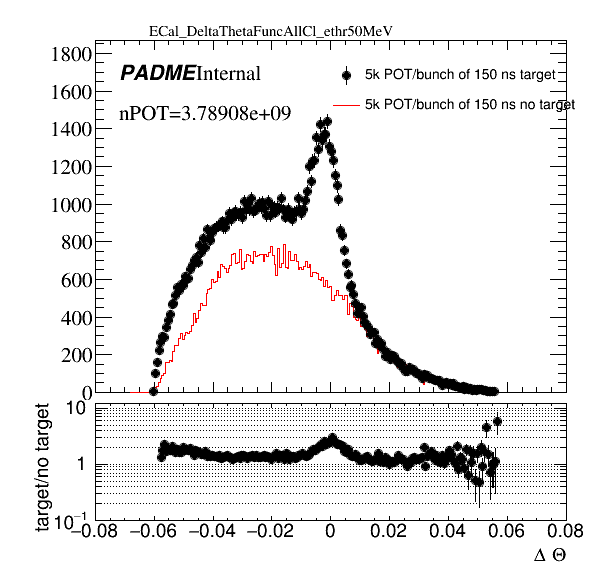 ECal_DeltaThetaFuncAllCl_ethr50MeV
1800
1600
1400
1200
1000
800
600
400
200
0
PADME Internal
nPOT=3.78908e+09
5k POT/bunch of 150 ns target
5k POT/bunch of 150 ns no target
target/no target
10
1
10⁻¹
−0.08 −0.06 −0.04 −0.02 0 0.02 0.04 0.06 0.08
Δ Θ